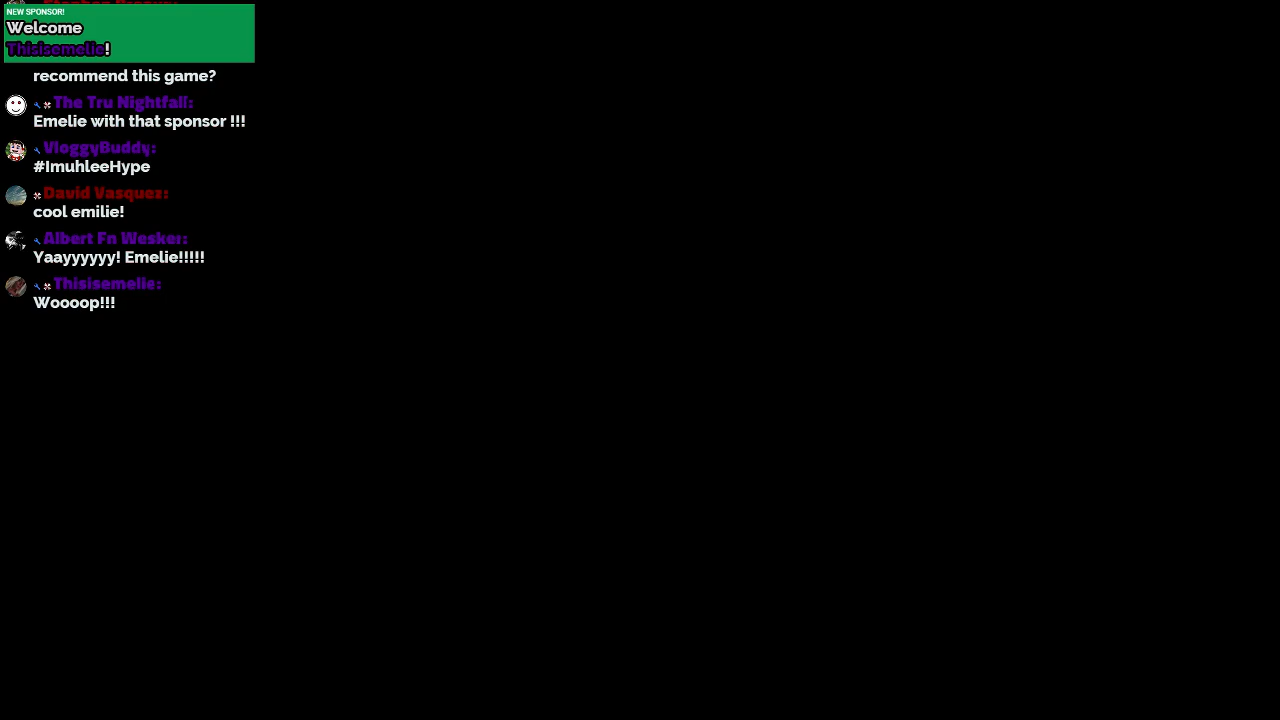 NEW SPONSOR!
Welcome
Thisisemelie!
recommend this game?
The Tru Nightfall:
Emelie with that sponsor !!!
VloggyBuddy:
#ImuhleeHype
David Vasquez:
cool emilie!
Albert Fn Wesker:
Yaayyyyyy! Emelie!!!!!
Thisisemelie:
Woooop!!!